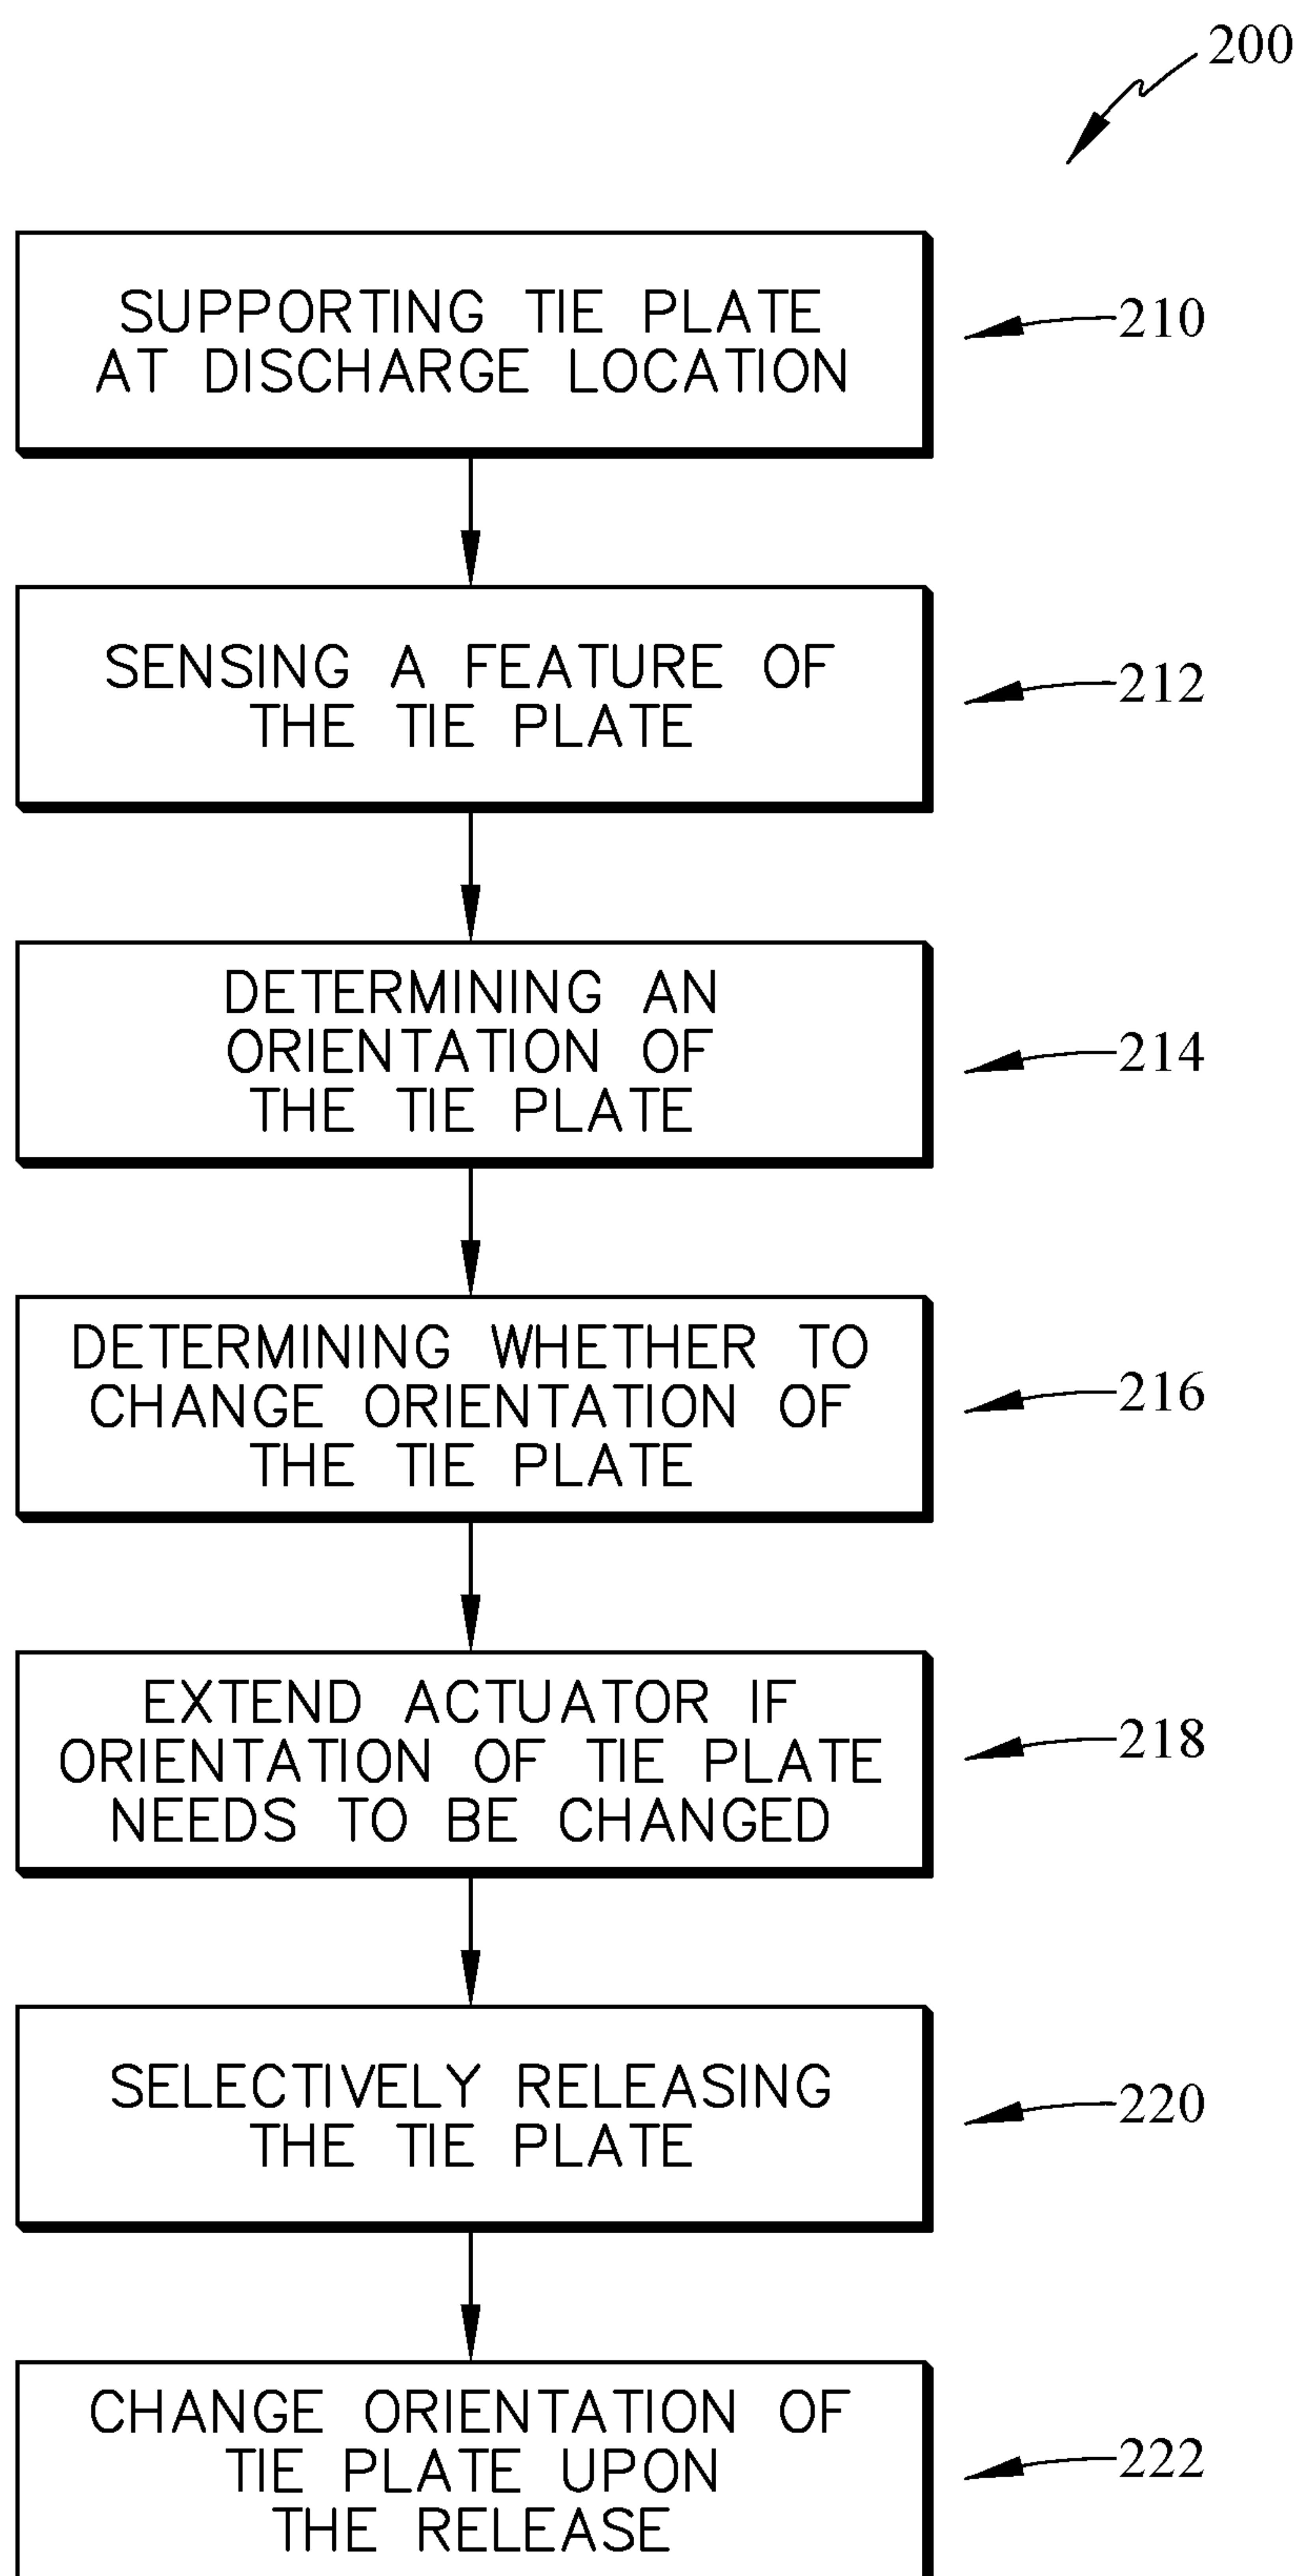 200
SUPPORTING TIE PLATE
AT DISCHARGE LOCATION
210
SENSING A FEATURE OF
THE TIE PLATE
212
DETERMINING AN
ORIENTATION OF
THE TIE PLATE
214
DETERMINING WHETHER TO
CHANGE ORIENTATION OF
THE TIE PLATE
216
EXTEND ACTUATOR IF
ORIENTATION OF TIE PLATE
NEEDS TO BE CHANGED
218
SELECTIVELY RELEASING
THE TIE PLATE
220
CHANGE ORIENTATION OF
TIE PLATE UPON
THE RELEASE
222